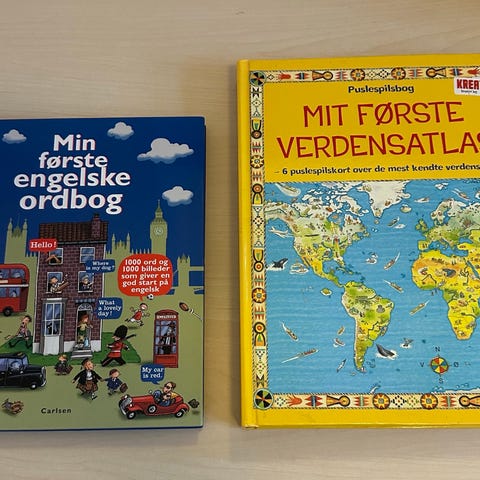 Min
første
engelske
ordbog
Hello!
Where
is my dog?
1000 ord og
1000 billeder
som giver en
god start på
engelsk
What
a lovely
day!
My car
is red.
Carlsen
Puslespilsbog
MIT FØRSTE
VERDENSATLAS
- 6 puslespilskort over de mest kendte verdens